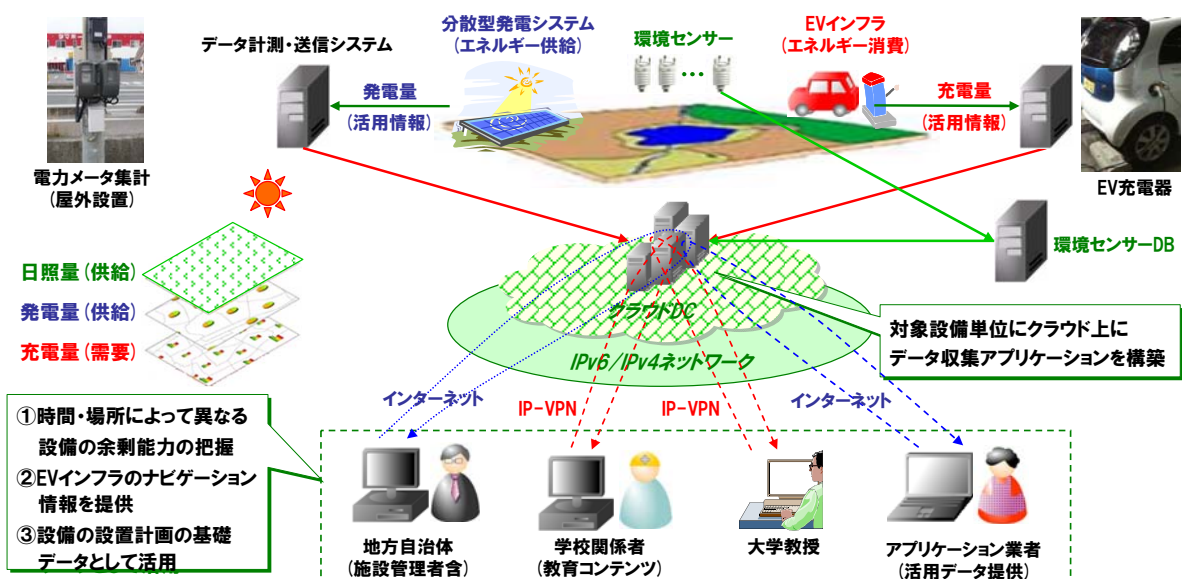 データ計測・送信システム
分散型発電システム
(エネルギー供給)
環境センサー
EVインフラ
(エネルギー消費)
発電量
(活用情報)
…
充電量
(活用情報)
電力メータ集計
(屋外設置)
EV充電器
環境センサーDB
日照量(供給)
発電量(供給)
充電量(需要)
クラウドDC
IPv6/IPv4ネットワーク
対象設備単位にクラウド上に
データ収集アプリケーションを構築
インターネット
IP-VPN
IP-VPN
インターネット
①時間・場所によって異なる
設備の余剰能力の把握
②EVインフラのナビゲーション
情報を提供
③設備の設置計画の基礎
データとして活用
地方自治体
(施設管理者含)
学校関係者
(教育コンテンツ)
大学教授
アプリケーション業者
(活用データ提供)